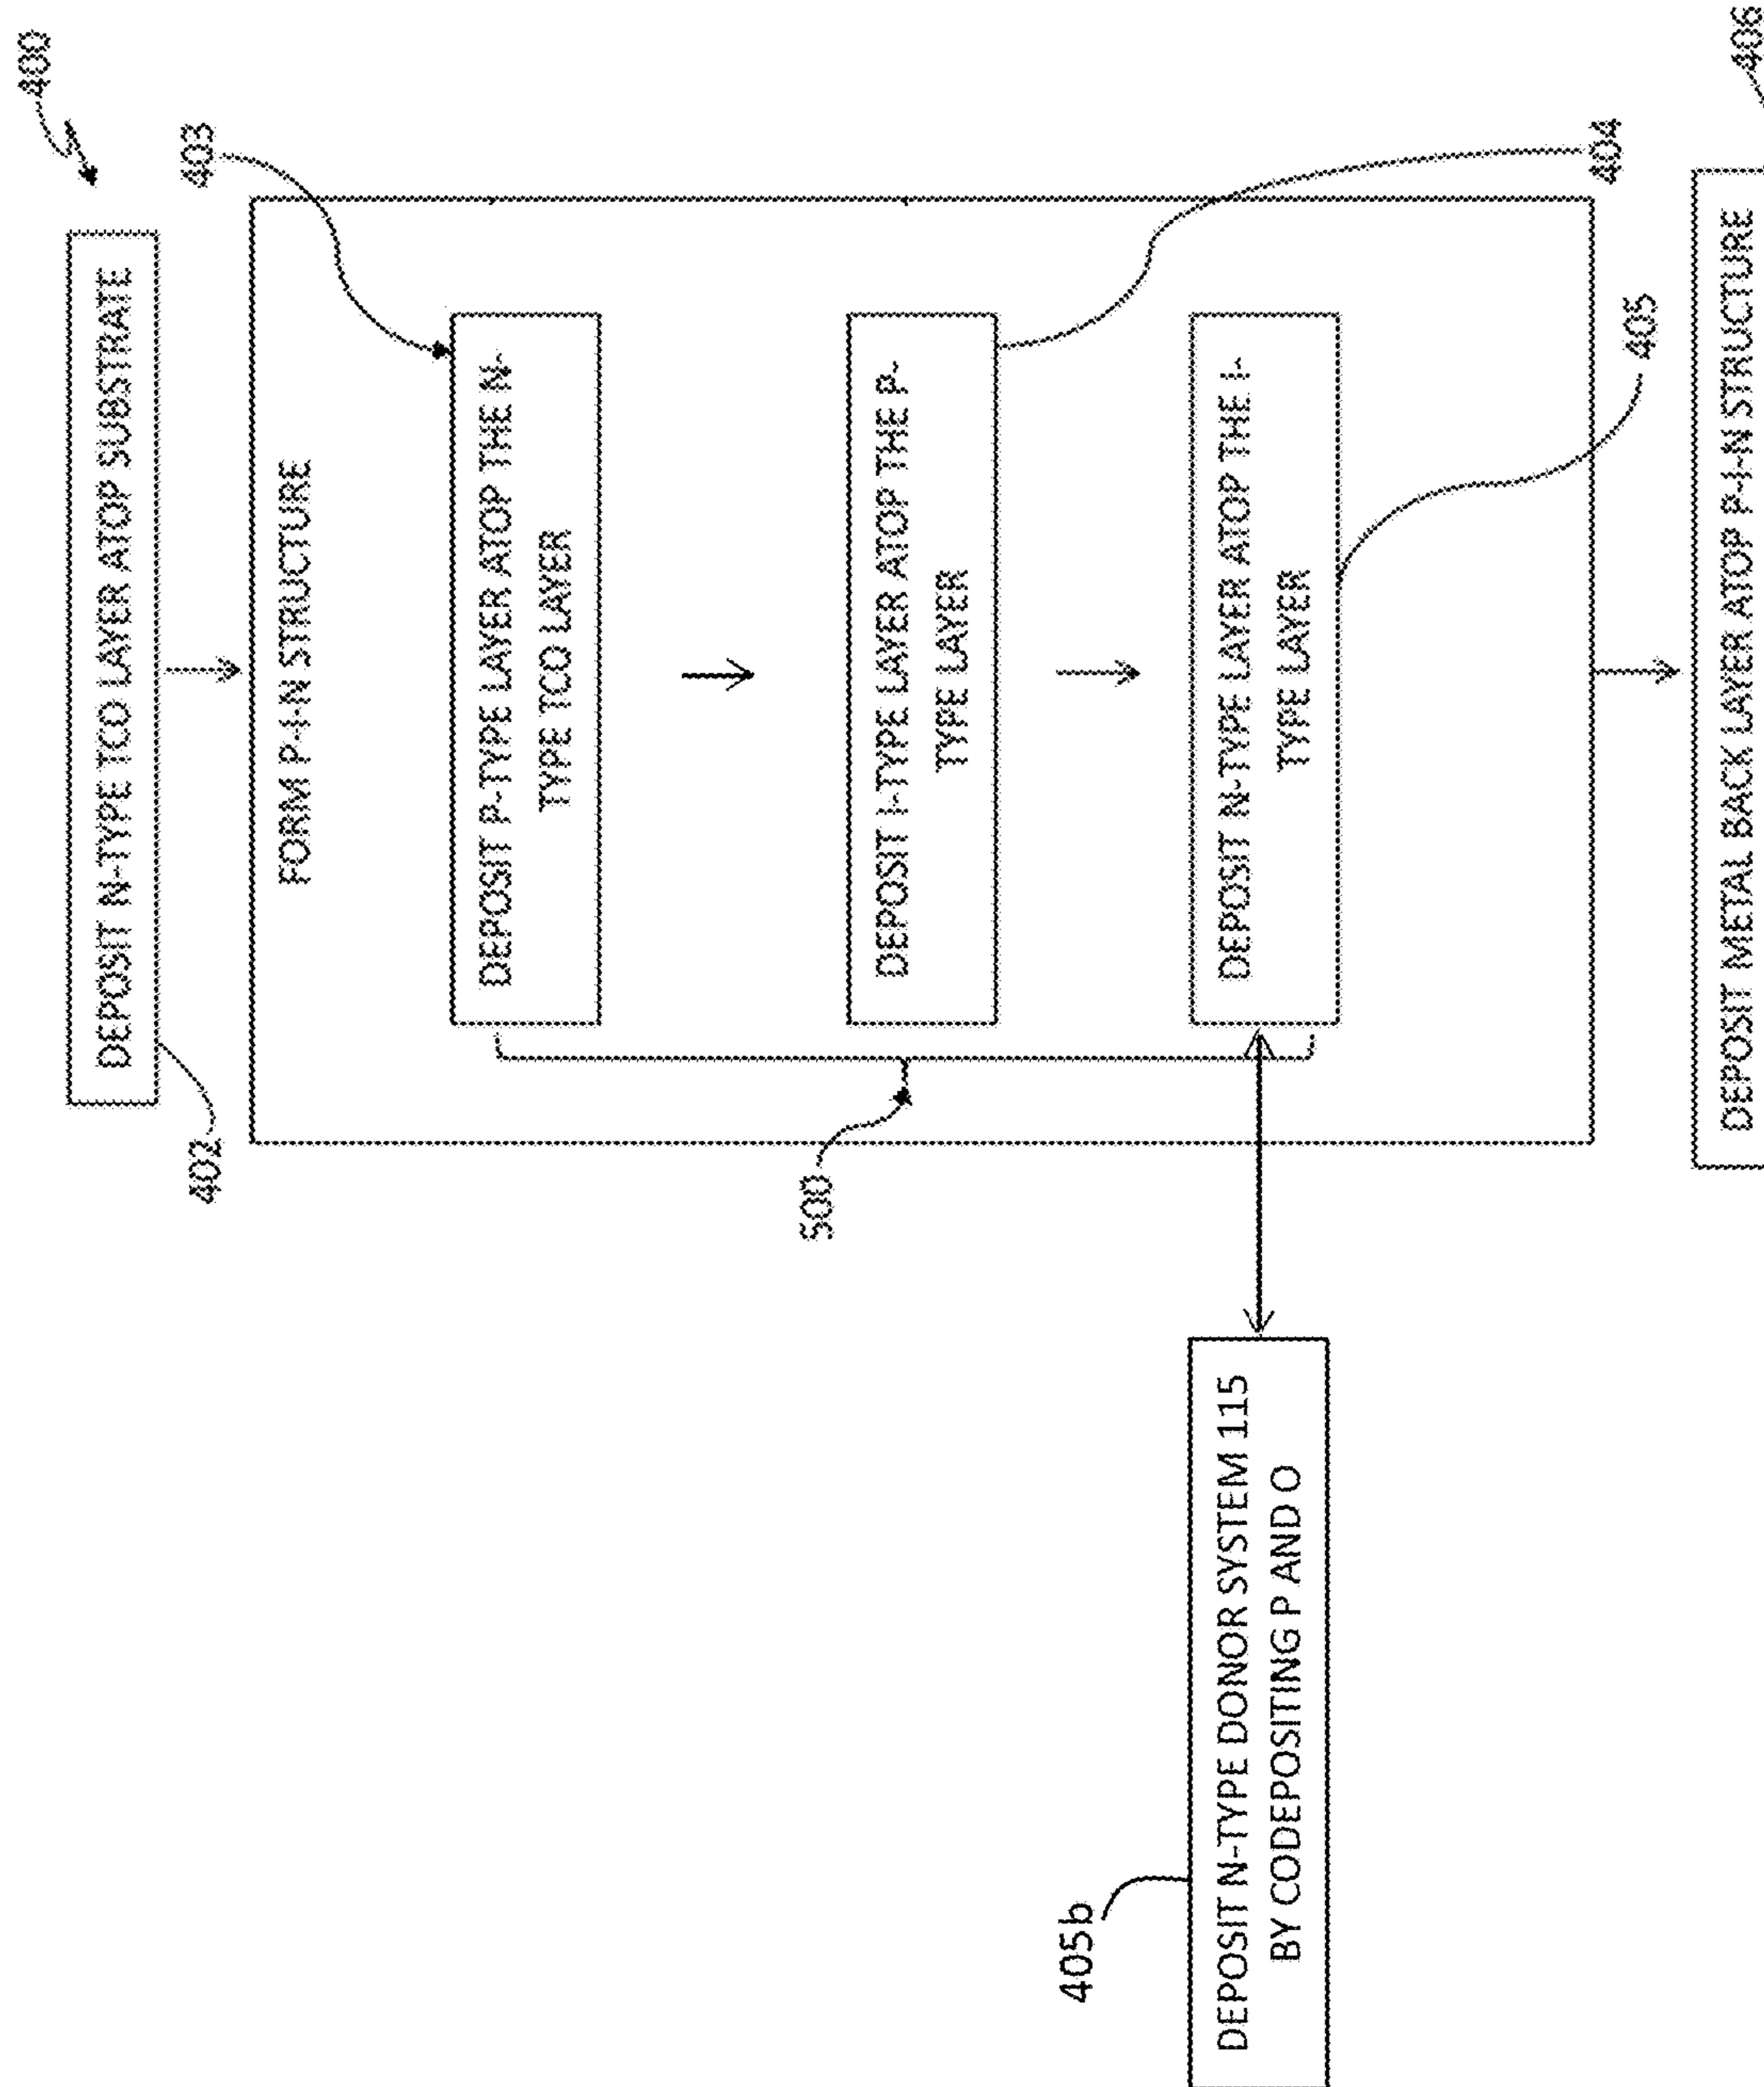 400
DEPOSIT N-TYPE TCO LAYER ATOP SUBSTRATE
402
403
FORM P-I-N STRUCTURE
DEPOSIT P-TYPE LAYER ATOP THE N-
TYPE TCO LAYER
500
DEPOSIT I-TYPE LAYER ATOP THE P-
TYPE LAYER
404
405b
DEPOSIT N-TYPE DONOR SYSTEM 115
BY CODEPOSITING P AND O
DEPOSIT N-TYPE LAYER ATOP THE I-
TYPE LAYER
405
DEPOSIT METAL BACK LAYER ATOP P-I-N STRUCTURE
406